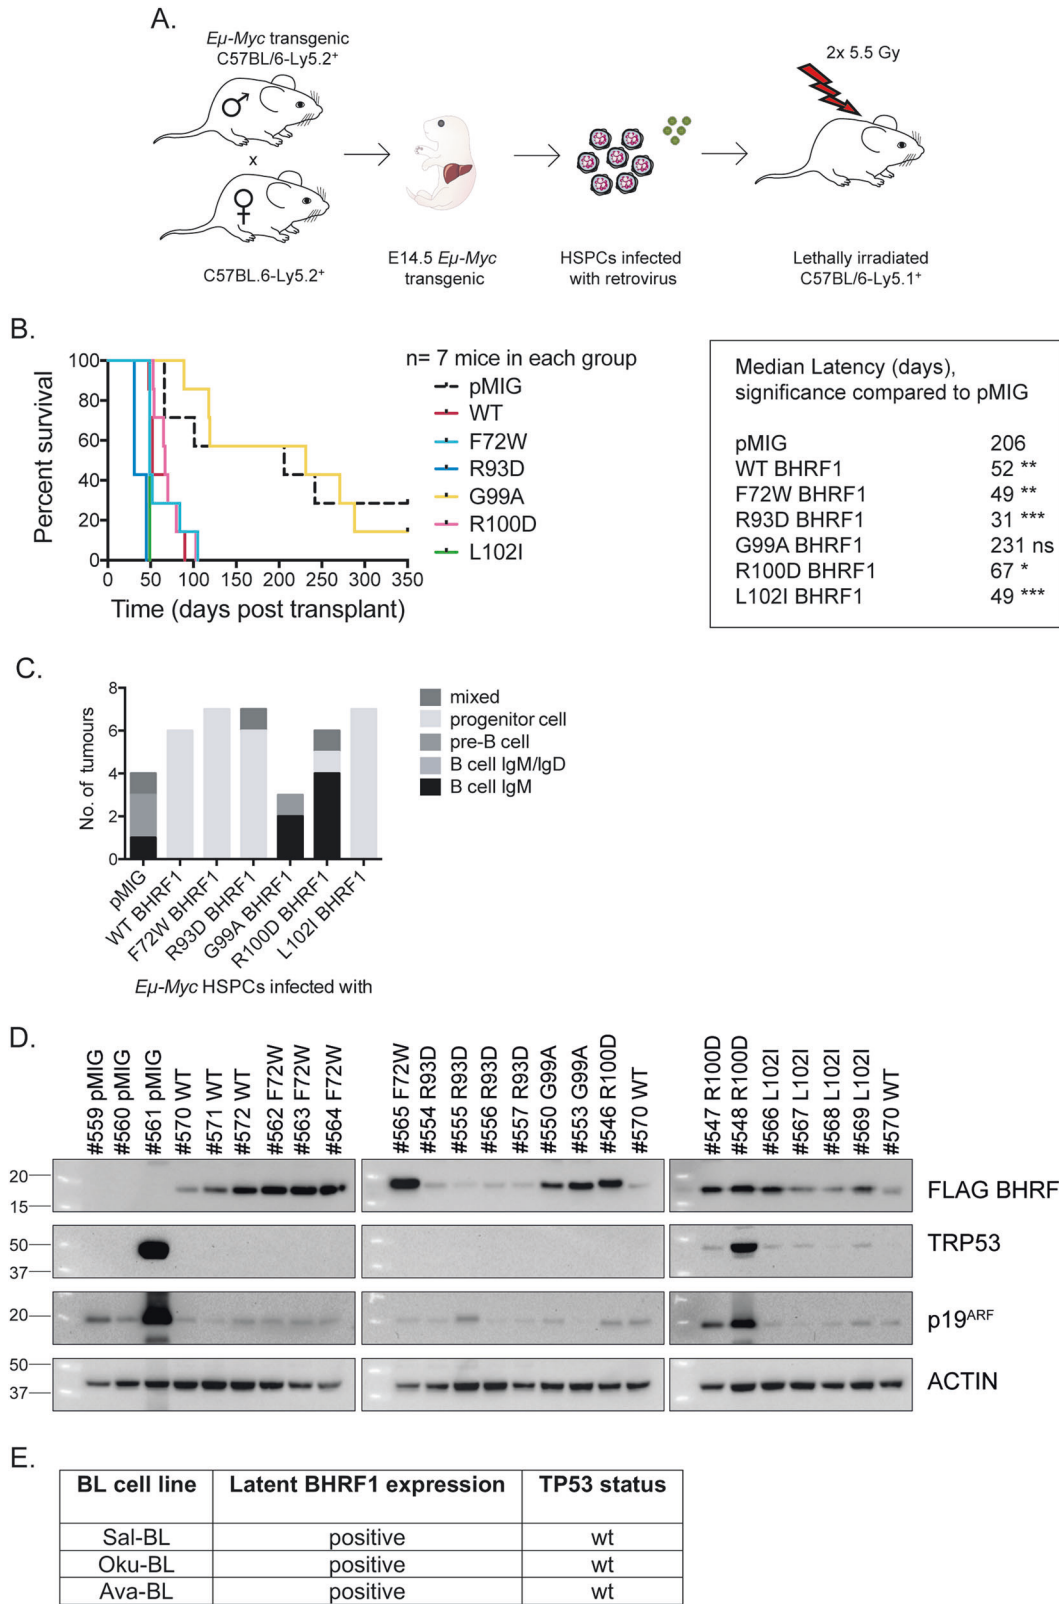 A.
Eµ-Myc transgenic
C57BL/6-Ly5.2⁺
x
C57BL.6-Ly5.2⁺
E14.5 Eµ-Myc
transgenic
HSPCs infected
with retrovirus
2x 5.5 Gy
Lethally irradiated
C57BL/6-Ly5.1⁺
B.
Percent survival
100
80
60
40
20
0
0 50 100 150 200 250 300 350
Time (days post transplant)
n= 7 mice in each group
pMIG
WT
F72W
R93D
G99A
R100D
L102I
Median Latency (days),
significance compared to pMIG
pMIG 206
WT BHRF1 52 **
F72W BHRF1 49 **
R93D BHRF1 31 ***
G99A BHRF1 231 ns
R100D BHRF1 67 *
L102I BHRF1 49 ***
C.
No. of tumours
8
6
4
2
0
pMIG
WT BHRF1
F72W BHRF1
R93D BHRF1
G99A BHRF1
R100D BHRF1
L102I BHRF1
Eµ-Myc HSPCs infected with
mixed
progenitor cell
pre-B cell
B cell IgM/IgD
B cell IgM
D.
#559 pMIG
#560 pMIG
#561 pMIG
#570 WT
#571 WT
#572 WT
#562 F72W
#563 F72W
#564 F72W
#565 F72W
#554 R93D
#555 R93D
#556 R93D
#557 R93D
#550 G99A
#553 G99A
#546 R100D
#570 WT
#547 R100D
#548 R100D
#566 L102I
#567 L102I
#568 L102I
#569 L102I
#570 WT
20
15
FLAG BHRF
50
37
TRP53
20
p19ᴬᴿᶠ
50
37
ACTIN
E.
BL cell line Latent BHRF1 expression TP53 status
Sal-BL positive wt
Oku-BL positive wt
Ava-BL positive wt